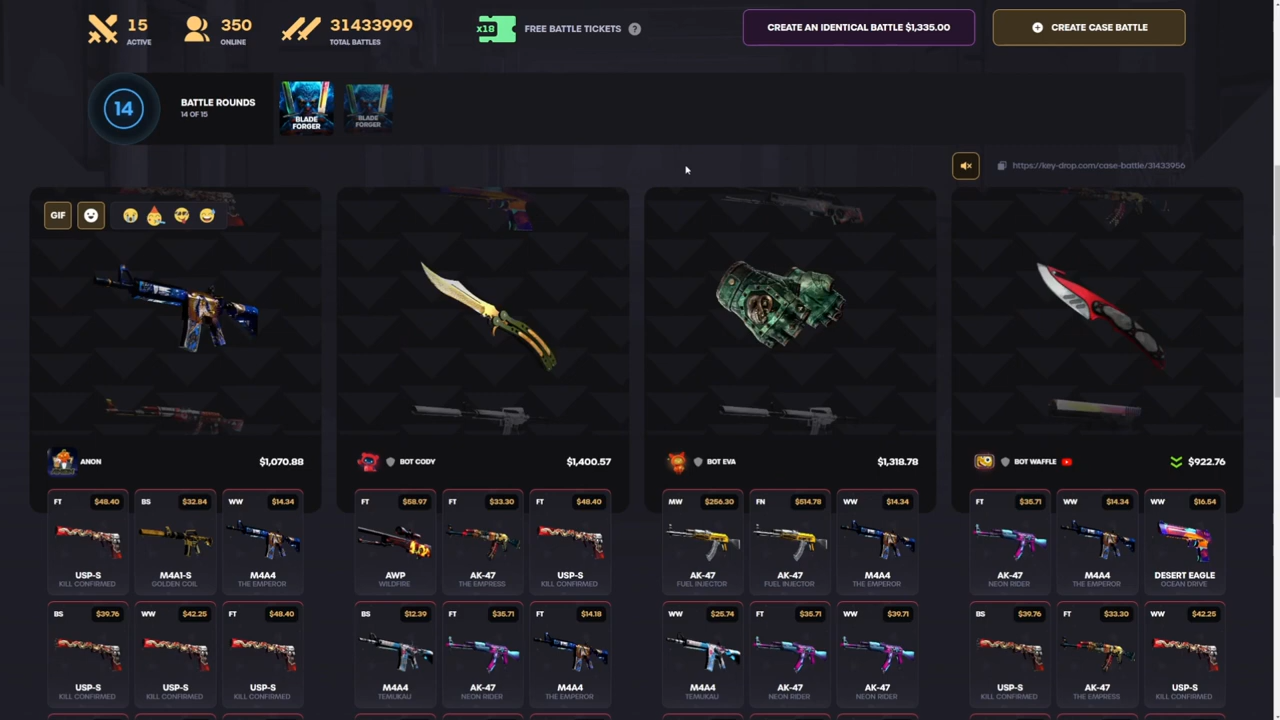 15
ACTIVE
350
ONLINE
31433999
TOTAL BATTLES
x18
FREE BATTLE TICKETS ?
CREATE AN IDENTICAL BATTLE $1,335.00
CREATE CASE BATTLE
14
BATTLE ROUNDS
14 OF 15
BLADE
FORGER
BLADE
FORGER
https://key-drop.com/case-battle/31433956
GIF
ANON $1,070.88
BOT CODY $1,400.57
BOT EVA $1,318.78
BOT WAFFLE $922.76
FT $48.40 BS $32.84 WW $14.34
USP-S M4A1-S M4A4
KILL CONFIRMED GOLDEN COIL THE EMPEROR
FT $58.97 FT $33.30 FT $48.40
AWP AK-47 USP-S
WILDFIRE THE EMPRESS KILL CONFIRMED
MW $256.30 FN $514.78 WW $14.34
AK-47 AK-47 M4A4
FUEL INJECTOR FUEL INJECTOR THE EMPEROR
FT $35.71 WW $14.34 WW $16.54
AK-47 M4A4 DESERT EAGLE
NEON RIDER THE EMPEROR OCEAN DRIVE
BS $39.76 WW $42.25 FT $48.40
USP-S USP-S USP-S
KILL CONFIRMED KILL CONFIRMED KILL CONFIRMED
BS $12.39 FT $35.71 FT $14.18
M4A4 AK-47 M4A4
TEMUKAU NEON RIDER THE EMPEROR
WW $25.74 FT $35.71 WW $39.71
M4A4 AK-47 AK-47
TEMUKAU NEON RIDER NEON RIDER
BS $39.76 FT $33.30 WW $42.25
USP-S AK-47 USP-S
KILL CONFIRMED THE EMPRESS KILL CONFIRMED